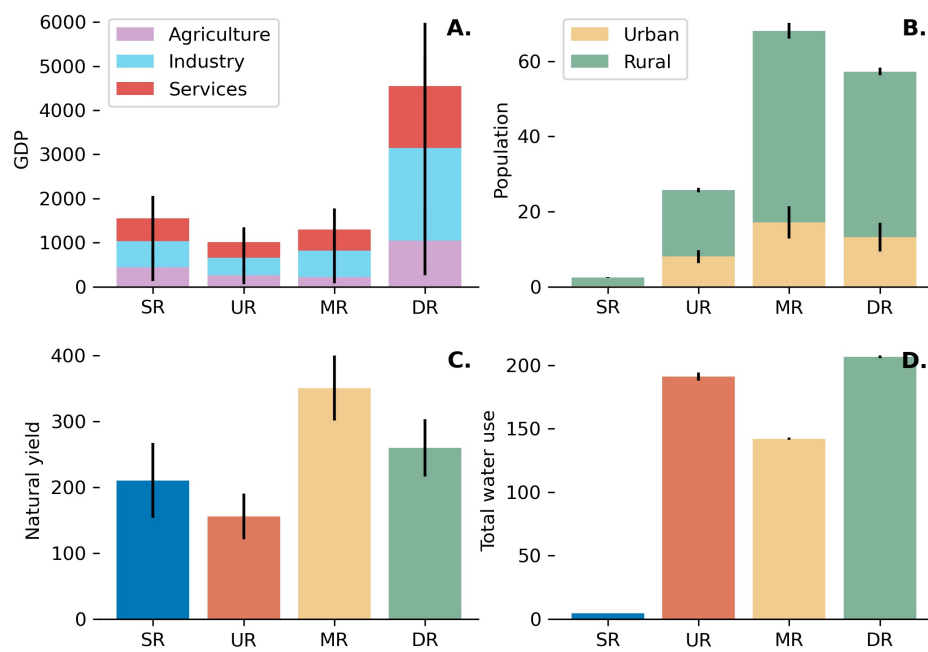 A.
GDP
6000
5000
4000
3000
2000
1000
0
Agriculture
Industry
Services
SR UR MR DR
B.
Population
60
40
20
0
Urban
Rural
SR UR MR DR
C.
Natural yield
400
300
200
100
0
SR UR MR DR
D.
Total water use
200
150
100
50
0
SR UR MR DR